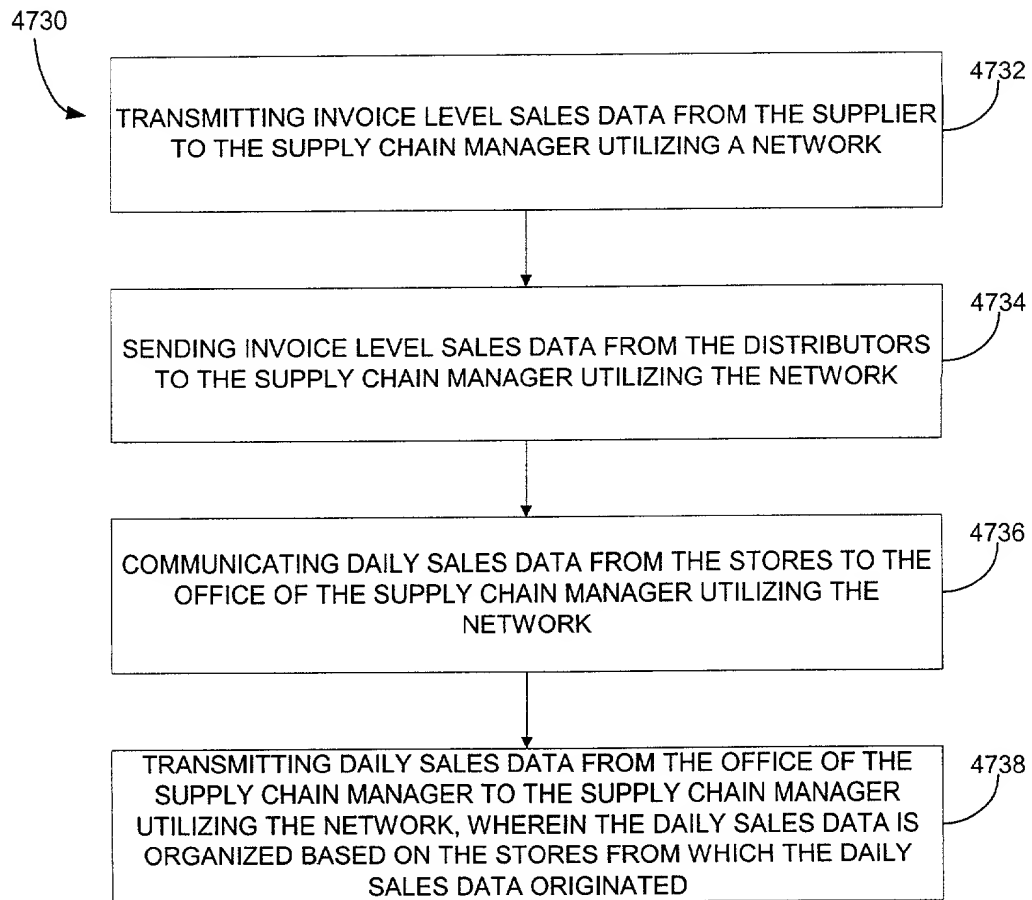 4730
4732
TRANSMITTING INVOICE LEVEL SALES DATA FROM THE SUPPLIER
TO THE SUPPLY CHAIN MANAGER UTILIZING A NETWORK
4734
SENDING INVOICE LEVEL SALES DATA FROM THE DISTRIBUTORS
TO THE SUPPLY CHAIN MANAGER UTILIZING THE NETWORK
4736
COMMUNICATING DAILY SALES DATA FROM THE STORES TO THE
OFFICE OF THE SUPPLY CHAIN MANAGER UTILIZING THE
NETWORK
4738
TRANSMITTING DAILY SALES DATA FROM THE OFFICE OF THE
SUPPLY CHAIN MANAGER TO THE SUPPLY CHAIN MANAGER
UTILIZING THE NETWORK, WHEREIN THE DAILY SALES DATA IS
ORGANIZED BASED ON THE STORES FROM WHICH THE DAILY
SALES DATA ORIGINATED